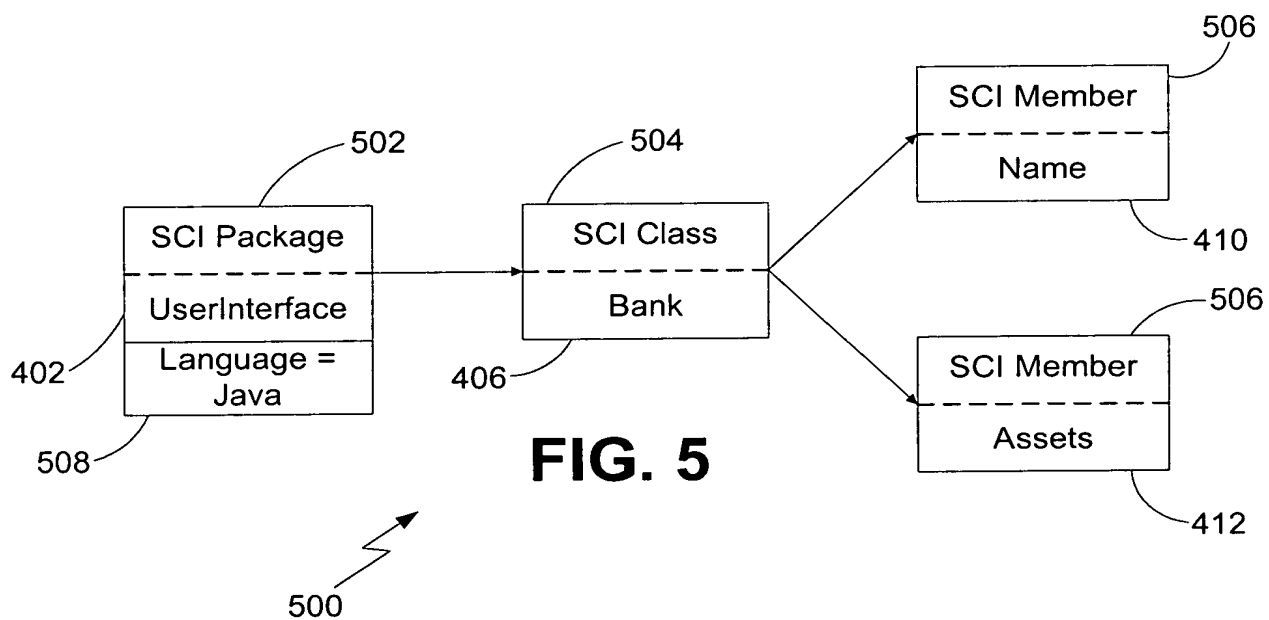 506
SCI Member
Name
410
502
SCI Package
UserInterface
402
Language =
Java
508
504
SCI Class
Bank
406
506
SCI Member
Assets
412
FIG. 5
500